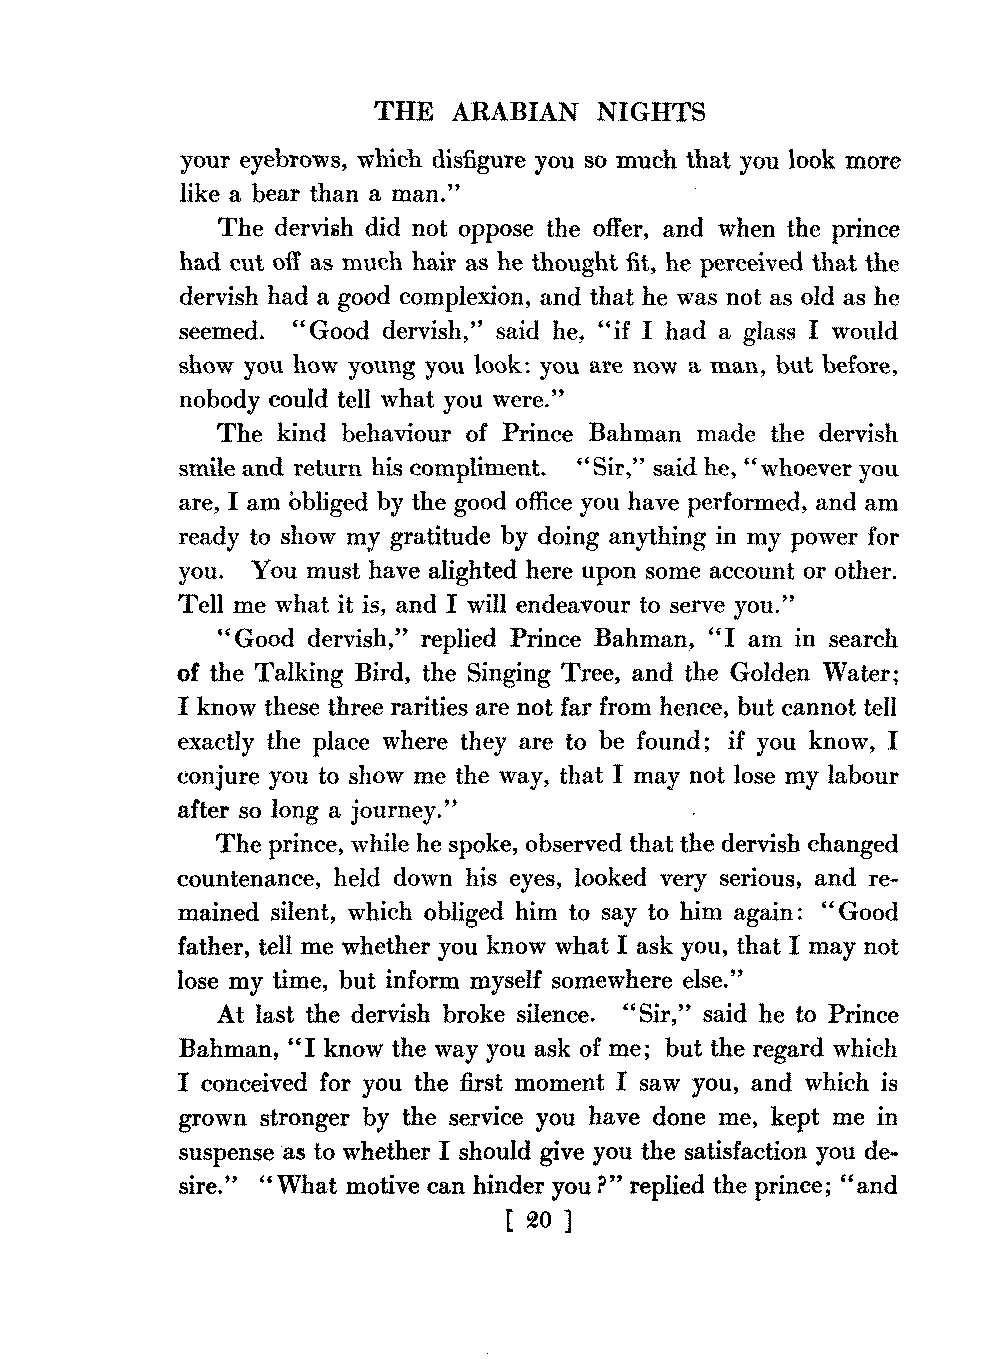 THE ARABIAN NIGHTS
your eyebrows, which disfigure you so much that you look more
like a bear than a man.”
The dervish did not oppose the offer, and when the prince
had cut off as much hair as he thought fit, he perceived that the
dervish had a good complexion, and that he was not as old as he
seemed. “Good dervish,” said he, “if I had a glass I would
show you how young you look: you are now a man, but before,
nobody could tell what you were.”
The kind behaviour of Prince Bahman made the dervish
smile and return his compliment. “Sir,” said he, “whoever you
are, I am obliged by the good office you have performed, and am
ready to show my gratitude by doing anything in my power for
you. You must have alighted here upon some account or other.
Tell me what it is, and I will endeavour to serve you.”
“Good dervish,” replied Prince Bahman, “I am in search
of the Talking Bird, the Singing Tree, and the Golden Water;
I know these three rarities are not far from hence, but cannot tell
exactly the place where they are to be found; if you know, I
conjure you to show me the way, that I may not lose my labour
after so long a journey.”
The prince, while he spoke, observed that the dervish changed
countenance, held down his eyes, looked very serious, and re-
mained silent, which obliged him to say to him again: “Good
father, tell me whether you know what I ask you, that I may not
lose my time, but inform myself somewhere else.”
At last the dervish broke silence. “Sir,” said he to Prince
Bahman, “I know the way you ask of me; but the regard which
I conceived for you the first moment I saw you, and which is
grown stronger by the service you have done me, kept me in
suspense as to whether I should give you the satisfaction you de-
sire.” “What motive can hinder you?” replied the prince; “and
[ 20 ]